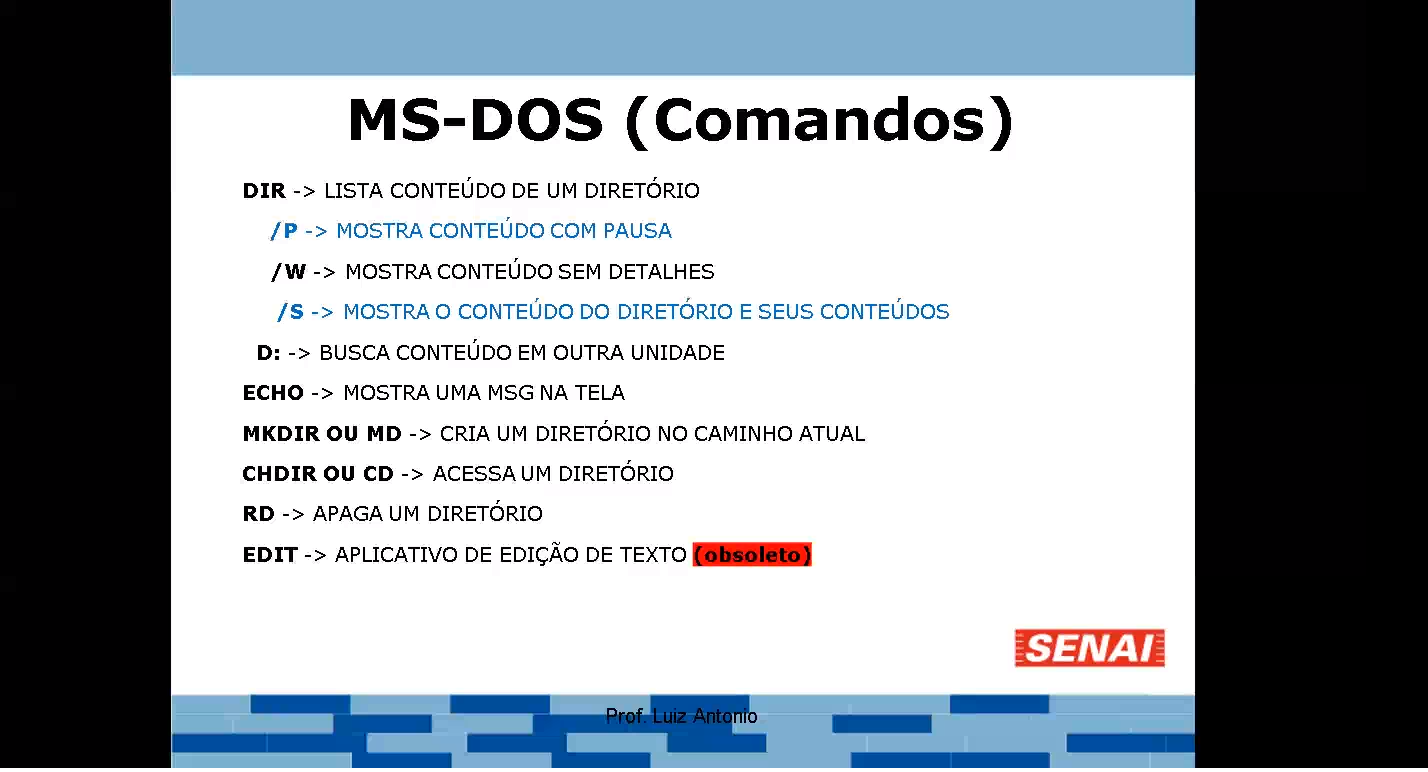 MS-DOS (Comandos)
DIR -> LISTA CONTEÚDO DE UM DIRETÓRIO
/P -> MOSTRA CONTEÚDO COM PAUSA
/W -> MOSTRA CONTEÚDO SEM DETALHES
/S -> MOSTRA O CONTEÚDO DO DIRETÓRIO E SEUS CONTEÚDOS
D: -> BUSCA CONTEÚDO EM OUTRA UNIDADE
ECHO -> MOSTRA UMA MSG NA TELA
MKDIR OU MD -> CRIA UM DIRETÓRIO NO CAMINHO ATUAL
CHDIR OU CD -> ACESSA UM DIRETÓRIO
RD -> APAGA UM DIRETÓRIO
EDIT -> APLICATIVO DE EDIÇÃO DE TEXTO (obsoleto)
SENAI
Prof. Luiz Antonio